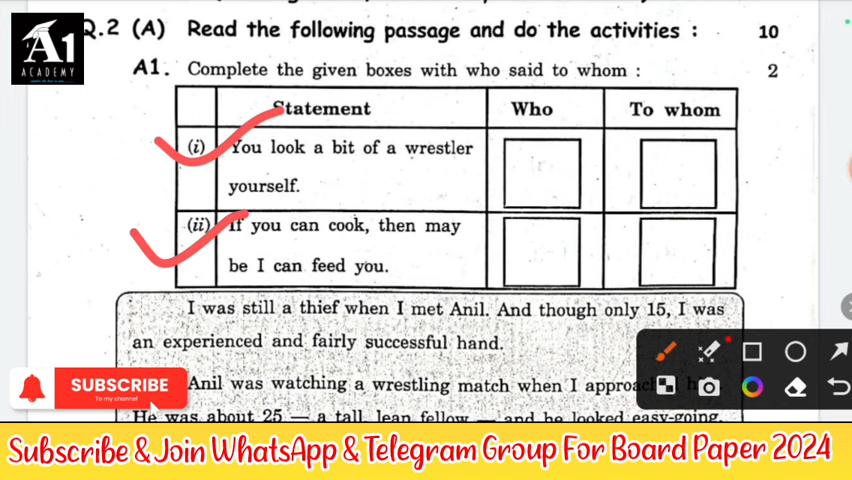 A1
ACADEMY
Q.2 (A) Read the following passage and do the activities : 10
A1. Complete the given boxes with who said to whom : 2
Statement Who To whom
(i) You look a bit of a wrestler
yourself.
(ii) If you can cook, then may
be I can feed you.
I was still a thief when I met Anil. And though only 15, I was
an experienced and fairly successful hand.
Anil was watching a wrestling match when I
He was about 25 — a tall, lean fellow — and he looked easy-going,
SUBSCRIBE
To my channel
Subscribe & Join WhatsApp & Telegram Group For Board Paper 2024